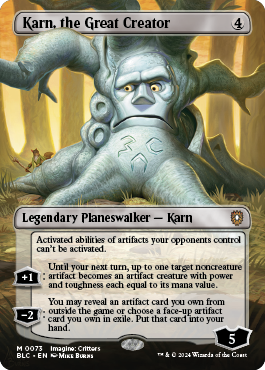 Karn, the Great Creator 4
Legendary Planeswalker — Karn
Activated abilities of artifacts your opponents control
can't be activated.
+1 Until your next turn, up to one target noncreature
artifact becomes an artifact creature with power
and toughness each equal to its mana value.
−2 You may reveal an artifact card you own from
outside the game or choose a face-up artifact
card you own in exile. Put that card into your
hand.
5
M 0073 Imagine: Critters
BLC • EN Mike Burns
™ & © 2024 Wizards of the Coast